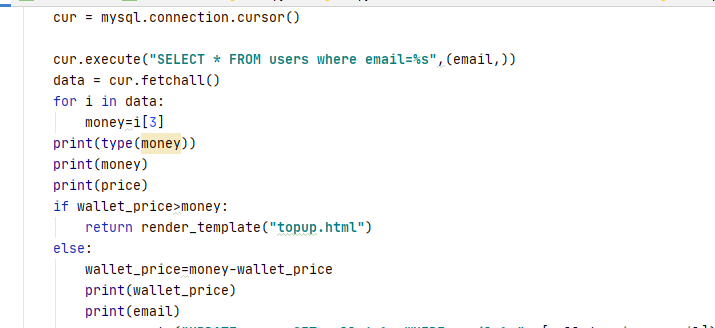 cur = mysql.connection.cursor()
cur.execute("SELECT * FROM users where email=%s",(email,))
data = cur.fetchall()
for i in data:
money=i[3]
print(type(money))
print(money)
print(price)
if wallet_price>money:
return render_template("topup.html")
else:
wallet_price=money-wallet_price
print(wallet_price)
print(email)